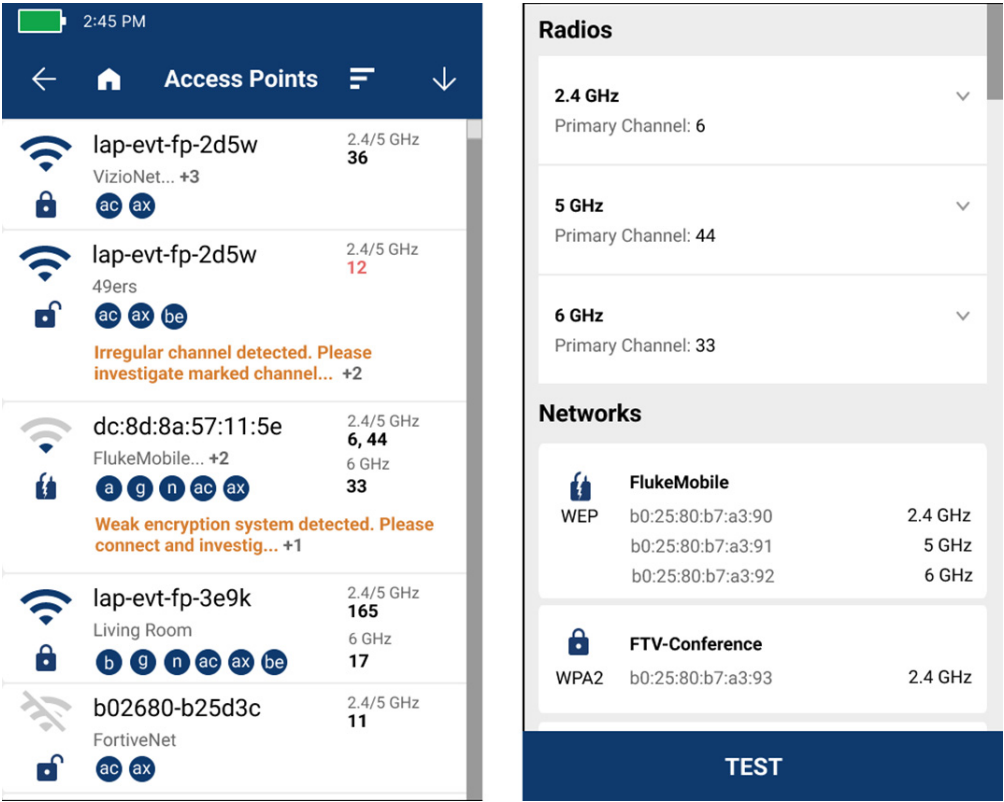 2:45 PM
Access Points
lap-evt-fp-2d5w
2.4/5 GHz
36
VizioNet... +3
ac ax
lap-evt-fp-2d5w
2.4/5 GHz
12
49ers
ac ax be
Irregular channel detected. Please
investigate marked channel... +2
dc:8d:8a:57:11:5e
2.4/5 GHz
6, 44
FlukeMobile... +2
6 GHz
33
a g n ac ax
Weak encryption system detected. Please
connect and investig... +1
lap-evt-fp-3e9k
2.4/5 GHz
165
Living Room
6 GHz
17
b g n ac ax be
b02680-b25d3c
2.4/5 GHz
11
FortiveNet
ac ax
Radios
2.4 GHz
Primary Channel: 6
5 GHz
Primary Channel: 44
6 GHz
Primary Channel: 33
Networks
FlukeMobile
WEP b0:25:80:b7:a3:90 2.4 GHz
b0:25:80:b7:a3:91 5 GHz
b0:25:80:b7:a3:92 6 GHz
FTV-Conference
WPA2 b0:25:80:b7:a3:93 2.4 GHz
TEST